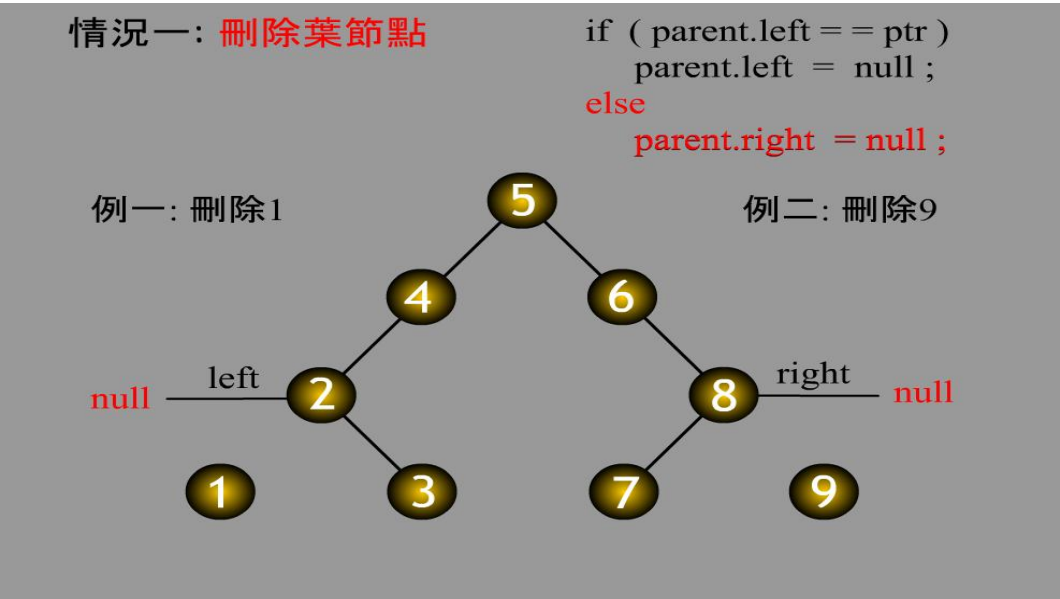 情況一: 刪除葉節點
if ( parent.left = = ptr )
parent.left = null ;
else
parent.right = null ;
例一: 刪除1
例二: 刪除9
5
4
6
null
left
2
8
right
null
1
3
7
9